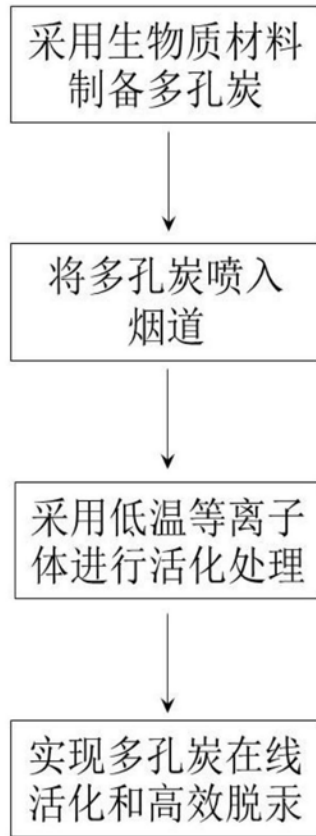 采用生物质材料
制备多孔炭
将多孔炭喷入
烟道
采用低温等离子
体进行活化处理
实现多孔炭在线
活化和高效脱汞